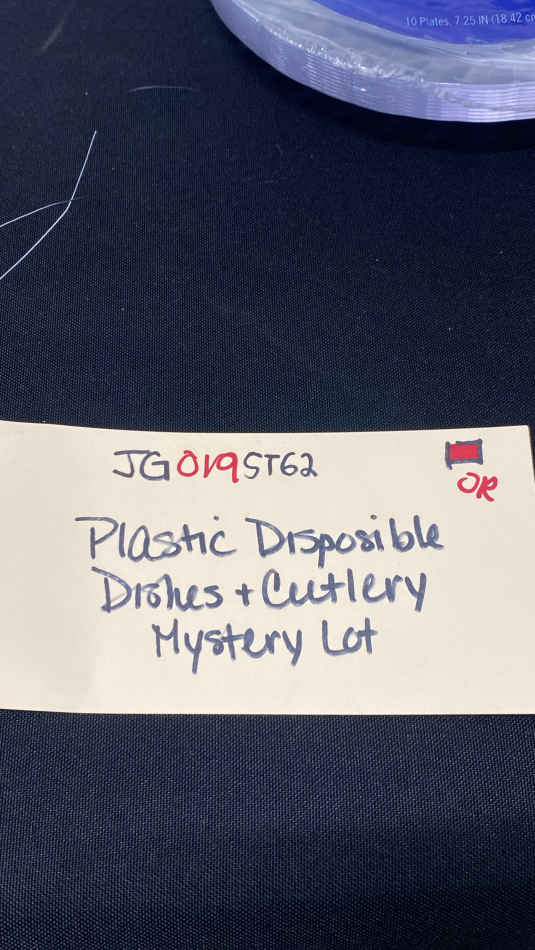 10 Plates, 7.25 IN (18.42 cm
JG019ST62
OR
Plastic Disposible
Dishes + Cutlery
Mystery Lot